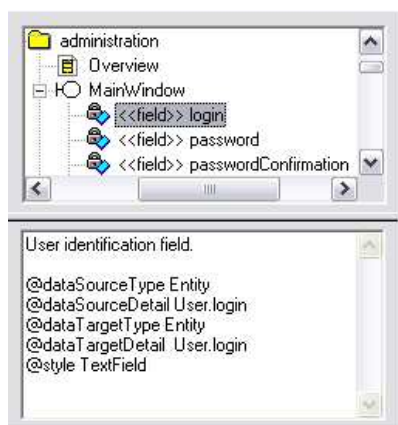 administration
Overview
MainWindow
<<field>> login
<<field>> password
<<field>> passwordConfirmation
User identification field.
@dataSourceType Entity
@dataSourceDetail User.login
@dataTargetType Entity
@dataTargetDetail User.login
@style TextField